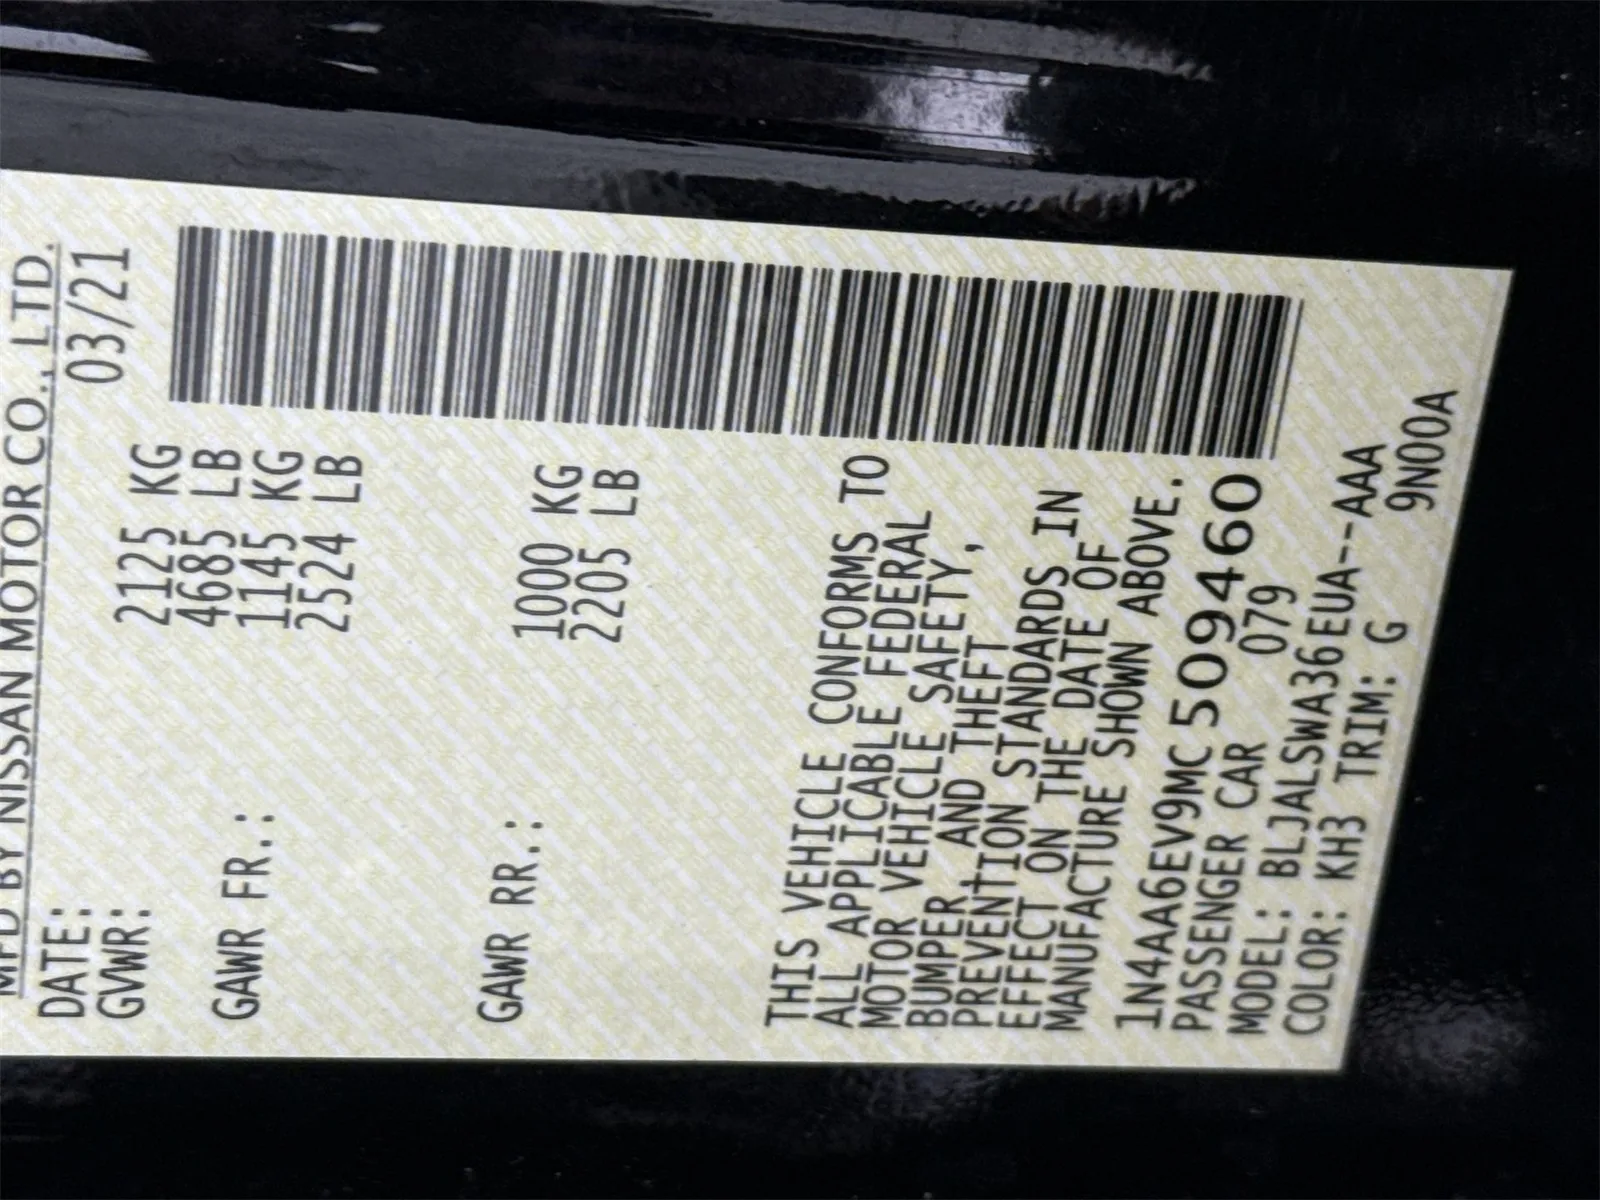 MFD BY NISSAN MOTOR CO., LTD.
DATE: 03/21
GVWR: 2125 KG
4685 LB
GAWR FR.: 1145 KG
2524 LB
GAWR RR.: 1000 KG
2205 LB
THIS VEHICLE CONFORMS TO
ALL APPLICABLE FEDERAL
MOTOR VEHICLE SAFETY,
BUMPER, AND THEFT
PREVENTION STANDARDS IN
EFFECT ON THE DATE OF
MANUFACTURE SHOWN ABOVE.
1N4AA6EV9MC509460
PASSENGER CAR 079
MODEL: BLJALSWA36EUA--AAA
COLOR: KH3 TRIM: G 9N00A